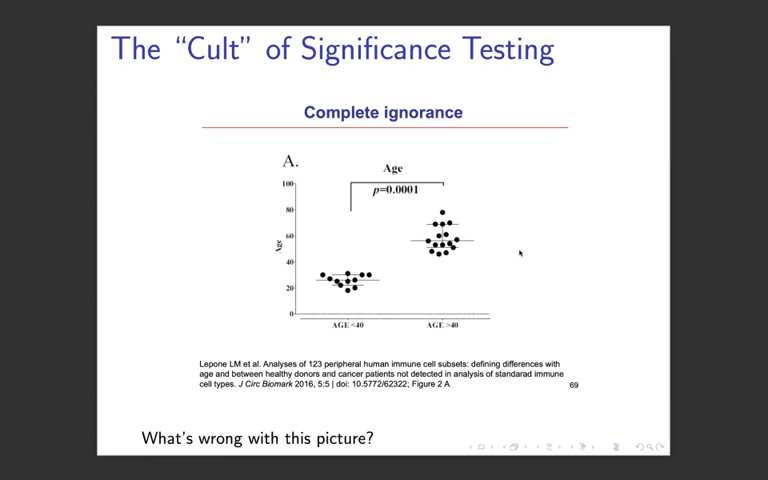 The “Cult” of Significance Testing
Complete ignorance
A.
Age
p=0.0001
100
80
60
40
20
0
Age
AGE <40
AGE >40
Lepone LM et al. Analyses of 123 peripheral human immune cell subsets: defining differences with
age and between healthy donors and cancer patients not detected in analysis of standarad immune
cell types. J Circ Biomark 2016, 5:5 | doi: 10.5772/62322; Figure 2 A
69
What's wrong with this picture?